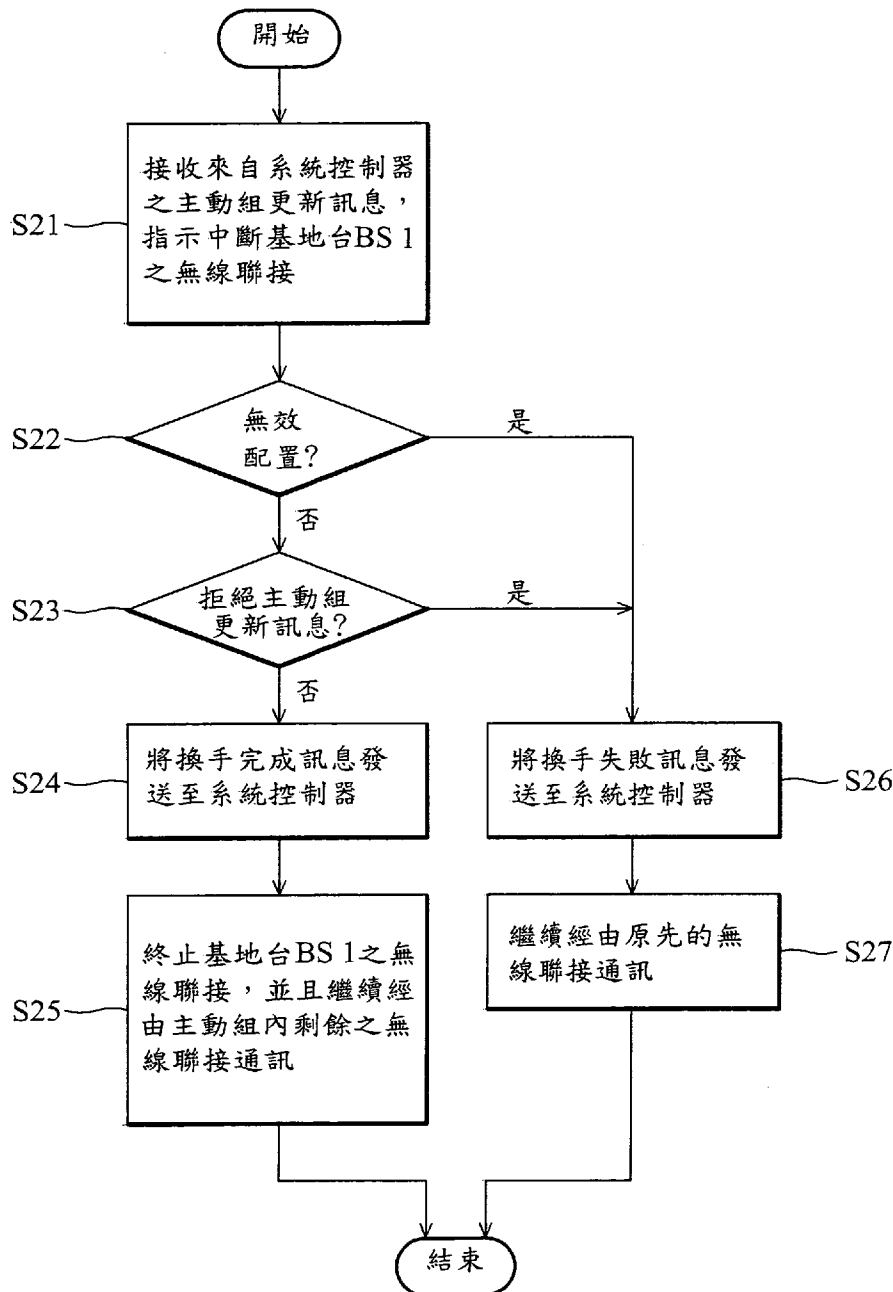 開始
接收來自系統控制器
之主動組更新訊息，
指示中斷基地台BS 1
之無線聯接
S21
無效
配置?
S22
是
否
拒絕主動組
更新訊息?
S23
是
否
將換手完成訊息發
送至系統控制器
S24
將換手失敗訊息發
送至系統控制器
S26
終止基地台BS 1之無
線聯接，並且繼續經
由主動組內剩餘之無
線聯接通訊
S25
繼續經由原先的無
線聯接通訊
S27
結束